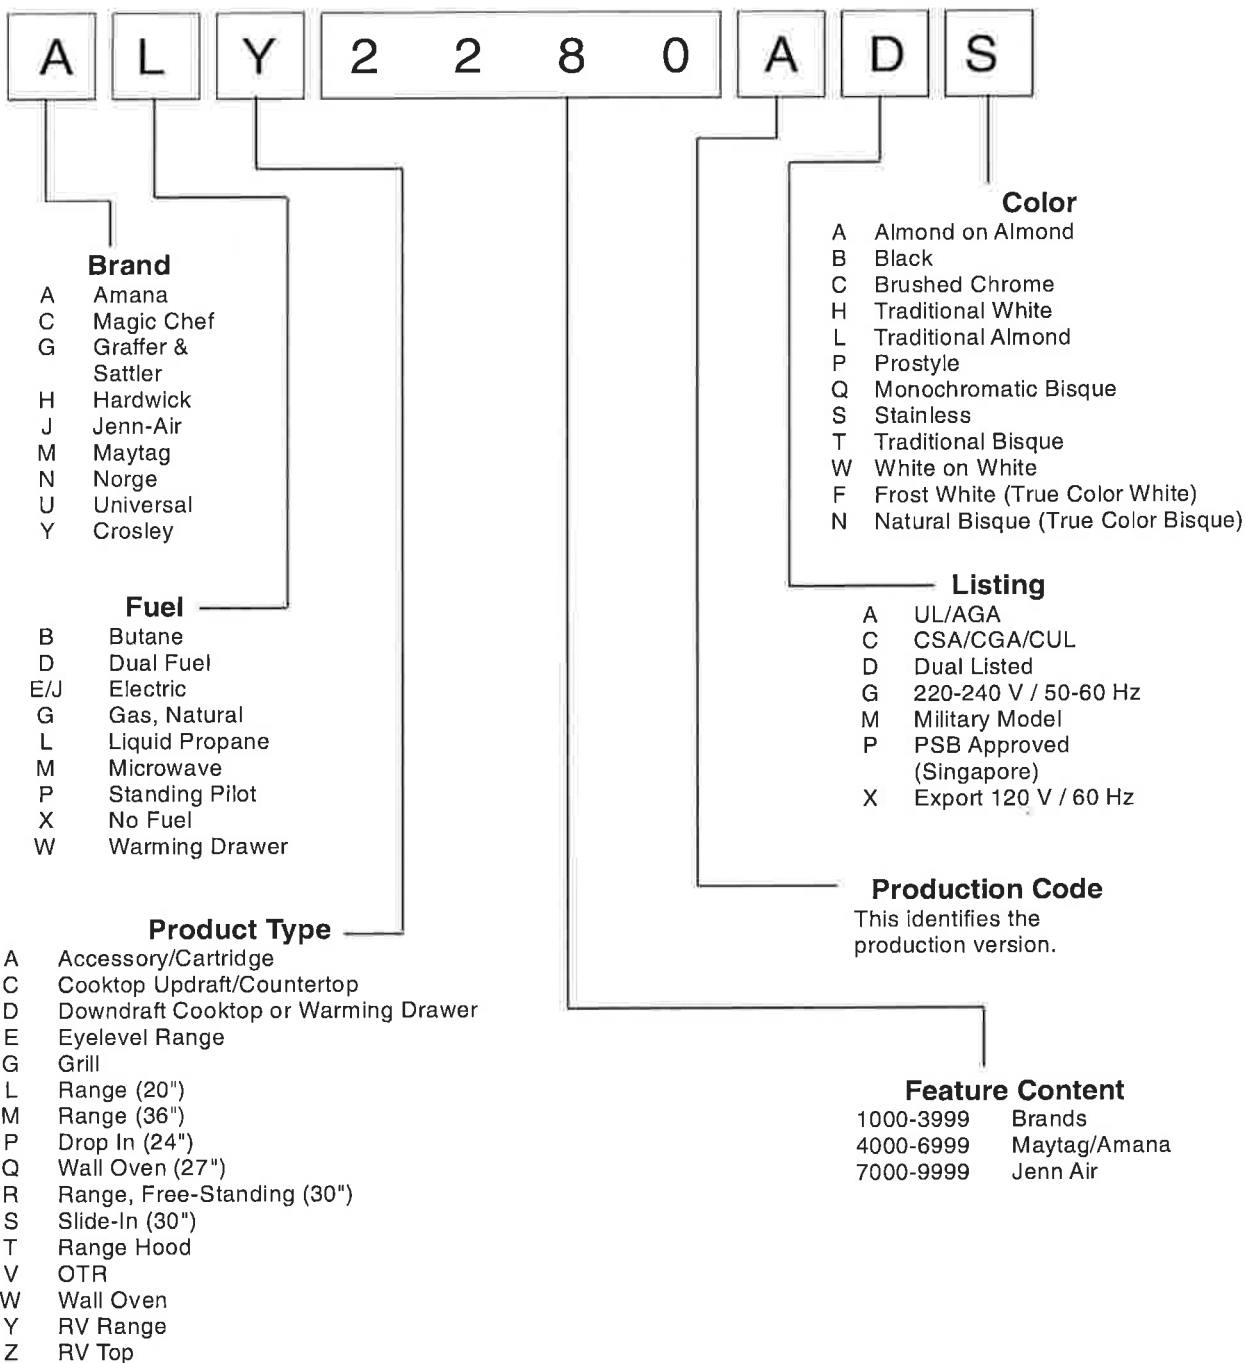 A L Y 2 2 8 0 A D S
Brand
A Amana
C Magic Chef
G Graffer &
Sattler
H Hardwick
J Jenn-Air
M Maytag
N Norge
U Universal
Y Crosley
Fuel
B Butane
D Dual Fuel
E/J Electric
G Gas, Natural
L Liquid Propane
M Microwave
P Standing Pilot
X No Fuel
W Warming Drawer
Product Type
A Accessory/Cartridge
C Cooktop Updraft/Countertop
D Downdraft Cooktop or Warming Drawer
E Eyelevel Range
G Grill
L Range (20")
M Range (36")
P Drop In (24")
Q Wall Oven (27")
R Range, Free-Standing (30")
S Slide-In (30")
T Range Hood
V OTR
W Wall Oven
Y RV Range
Z RV Top
Color
A Almond on Almond
B Black
C Brushed Chrome
H Traditional White
L Traditional Almond
P Prostyle
Q Monochromatic Bisque
S Stainless
T Traditional Bisque
W White on White
F Frost White (True Color White)
N Natural Bisque (True Color Bisque)
Listing
A UL/AGA
C CSA/CGA/CUL
D Dual Listed
G 220-240 V / 50-60 Hz
M Military Model
P PSB Approved
(Singapore)
X Export 120 V / 60 Hz
Production Code
This identifies the
production version.
Feature Content
1000-3999 Brands
4000-6999 Maytag/Amana
7000-9999 Jenn Air